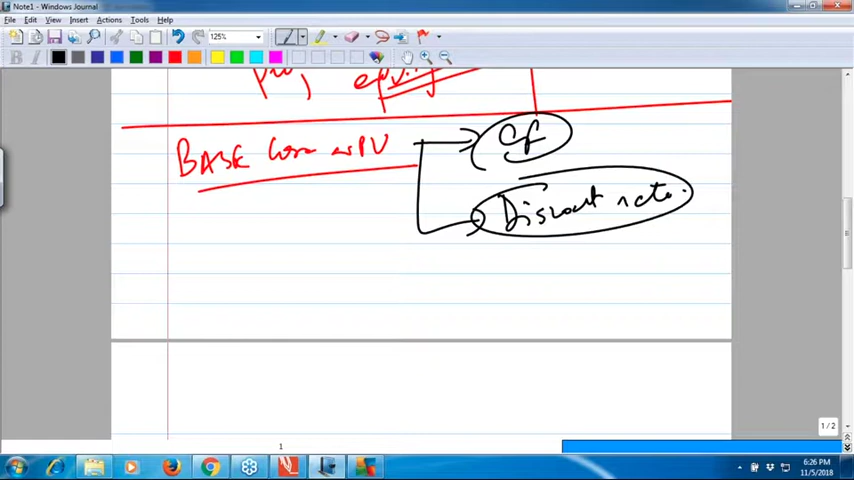 Note1 - Windows Journal
File Edit View Insert Actions Tools Help
125%
BASE Case NPV
CF
Discount rate.
1 / 2
1
6:26 PM
11/5/2018